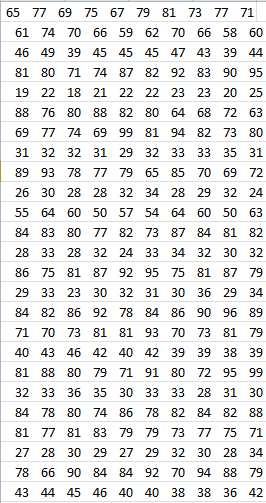 65 77 69 75 67 79 81 73 77 71
61 74 70 66 59 62 70 66 58 60
46 49 39 45 45 45 47 43 39 44
81 80 71 74 87 82 92 83 90 95
19 22 18 21 22 22 23 23 20 25
88 76 80 88 82 80 64 68 72 63
69 77 74 69 99 81 94 82 73 80
31 32 32 31 29 32 33 33 35 31
89 93 78 77 79 65 85 70 69 72
26 30 28 28 32 34 28 29 32 24
55 64 60 50 57 54 64 60 50 63
84 83 80 77 82 73 87 84 81 82
28 33 28 32 24 33 34 32 30 32
86 75 81 87 92 95 75 81 87 79
29 33 23 30 32 31 30 36 29 34
84 82 86 92 78 84 86 90 96 89
71 70 73 81 81 93 70 73 81 79
40 43 46 42 40 42 39 39 38 39
81 88 80 79 71 91 80 72 95 99
32 33 36 35 30 33 33 28 31 30
84 78 80 74 86 78 82 84 82 88
81 77 81 83 79 79 73 77 75 71
27 28 30 29 27 29 32 30 28 34
78 66 90 84 84 92 70 94 88 79
43 44 45 46 40 40 38 38 36 42